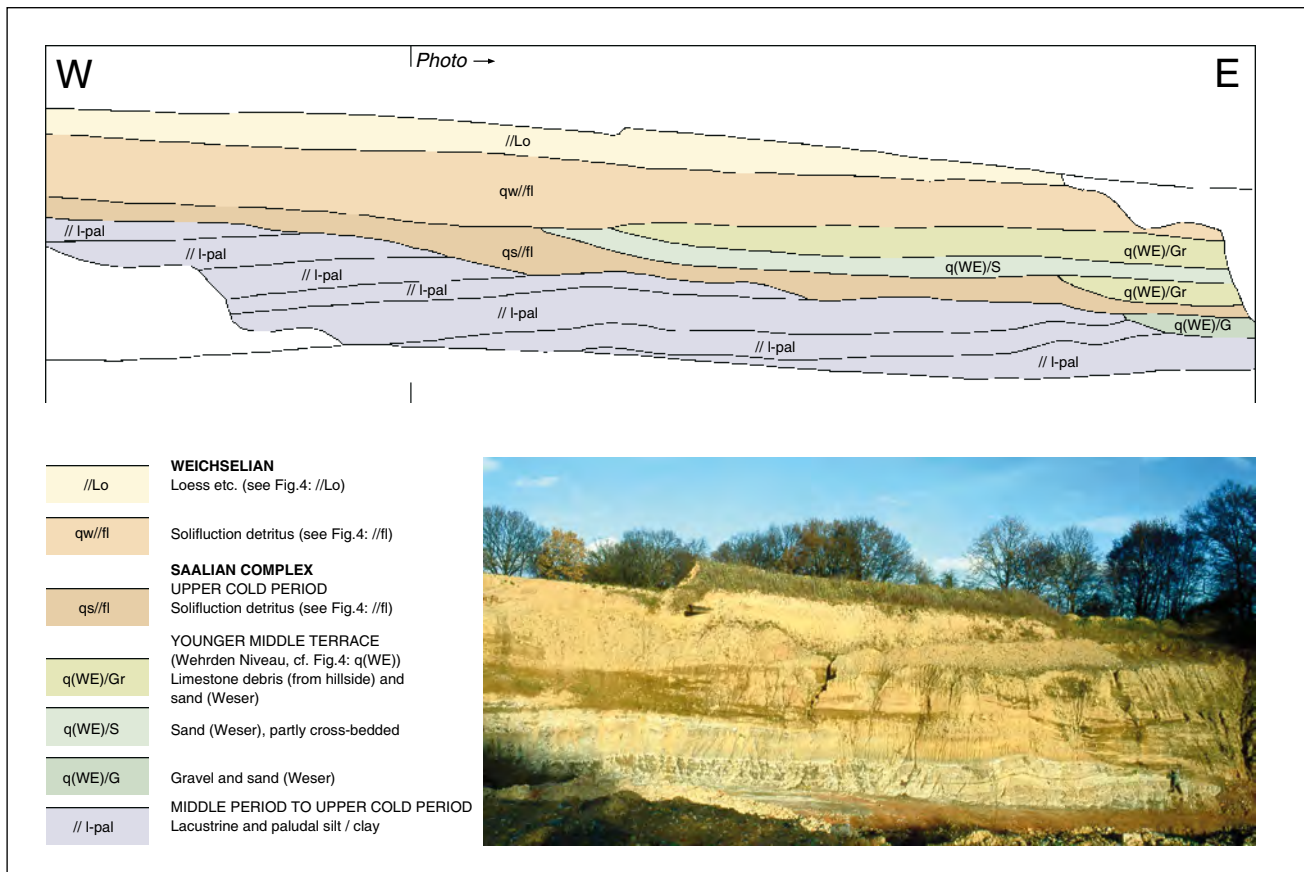 W
Photo →
E
//Lo
qw//fl
// l-pal
// l-pal
qs//fl
q(WE)/Gr
// l-pal
q(WE)/S
// l-pal
q(WE)/Gr
// l-pal
q(WE)/G
// l-pal
// l-pal
WEICHSELIAN
//Lo Loess etc. (see Fig.4: //Lo)
qw//fl Solifluction detritus (see Fig.4: //fl)
SAALIAN COMPLEX
UPPER COLD PERIOD
qs//fl Solifluction detritus (see Fig.4: //fl)
YOUNGER MIDDLE TERRACE
(Wehrden Niveau, cf. Fig.4: q(WE))
q(WE)/Gr Limestone debris (from hillside) and
sand (Weser)
q(WE)/S Sand (Weser), partly cross-bedded
q(WE)/G Gravel and sand (Weser)
MIDDLE PERIOD TO UPPER COLD PERIOD
// l-pal Lacustrine and paludal silt / clay